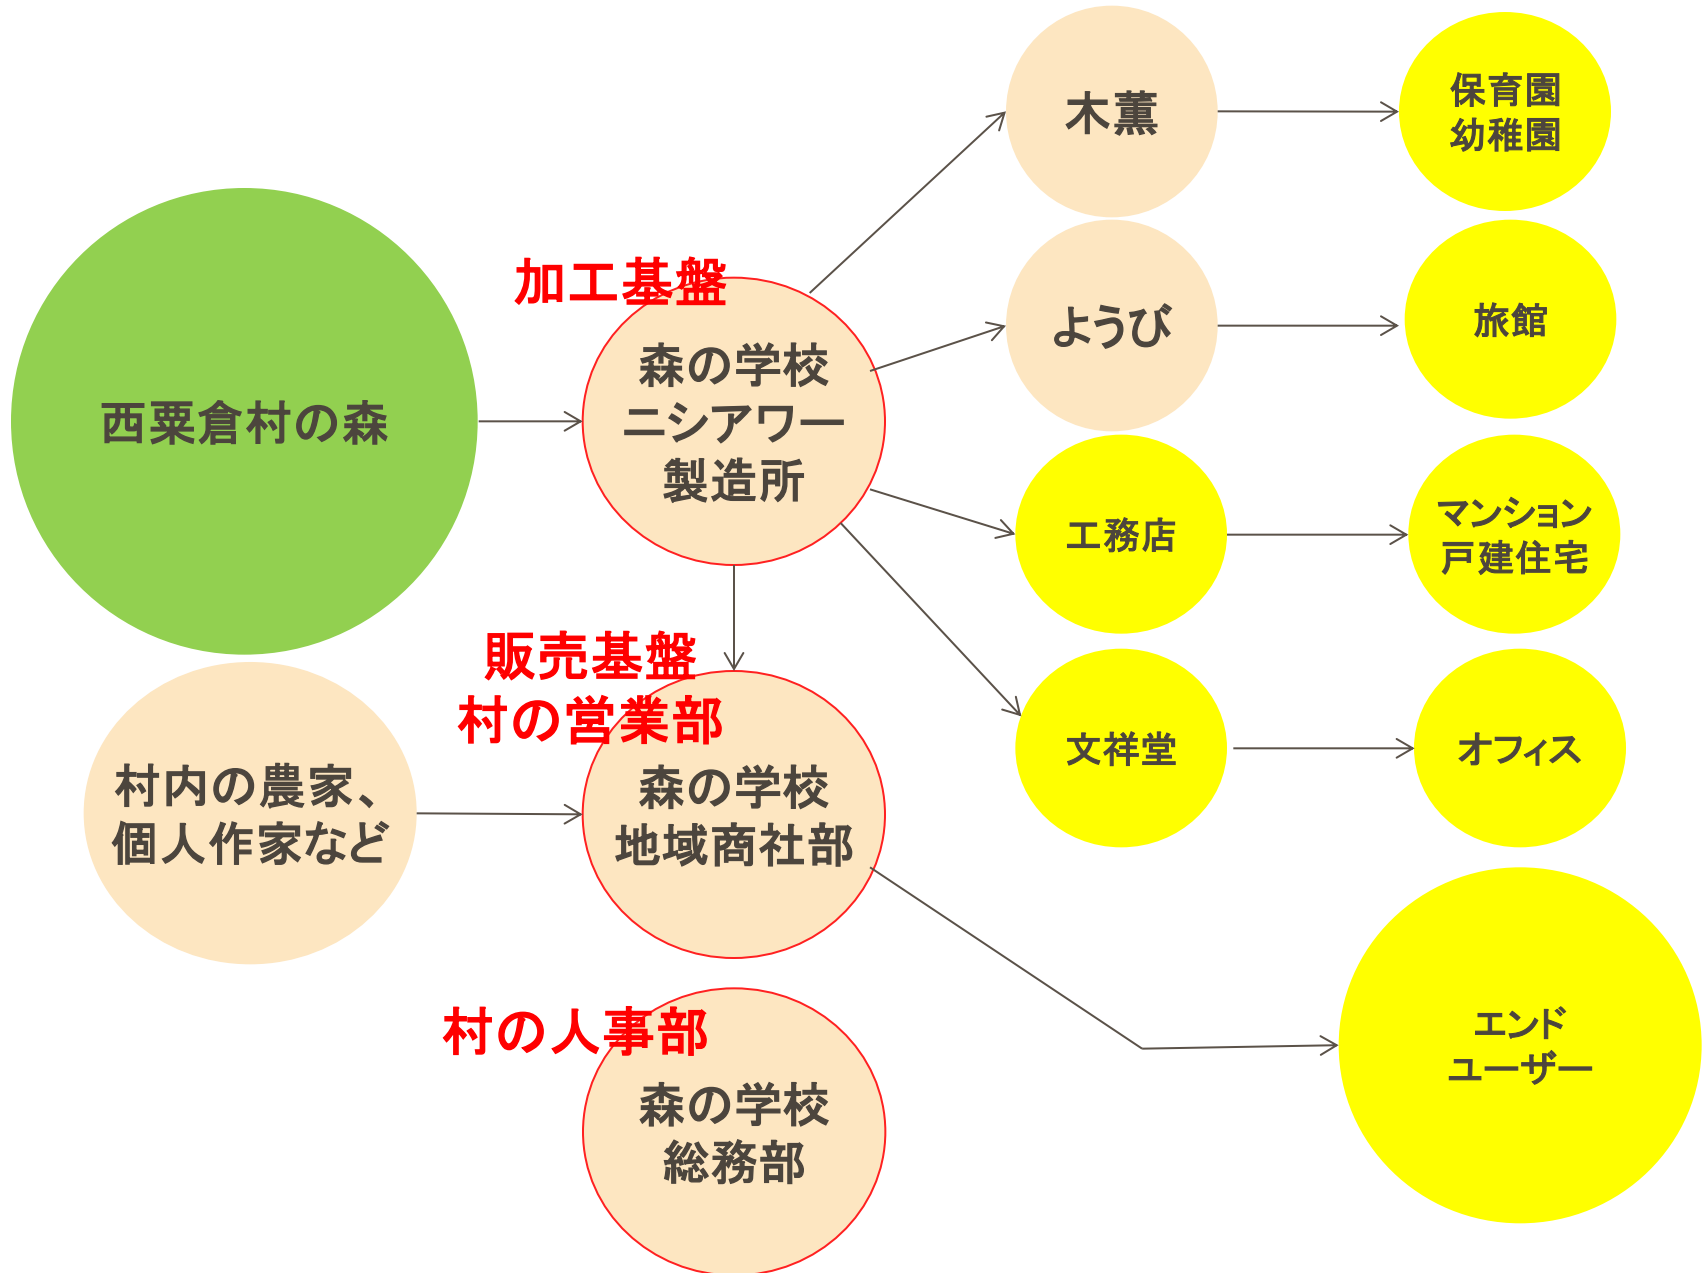 木薫
保育園
幼稚園
加工基盤
森の学校
ニシアワー
製造所
西粟倉村の森
ようび
旅館
工務店
マンション
戸建住宅
販売基盤
村の営業部
文祥堂
オフィス
村内の農家、
個人作家など
森の学校
地域商社部
エンド
ユーザー
村の人事部
森の学校
総務部